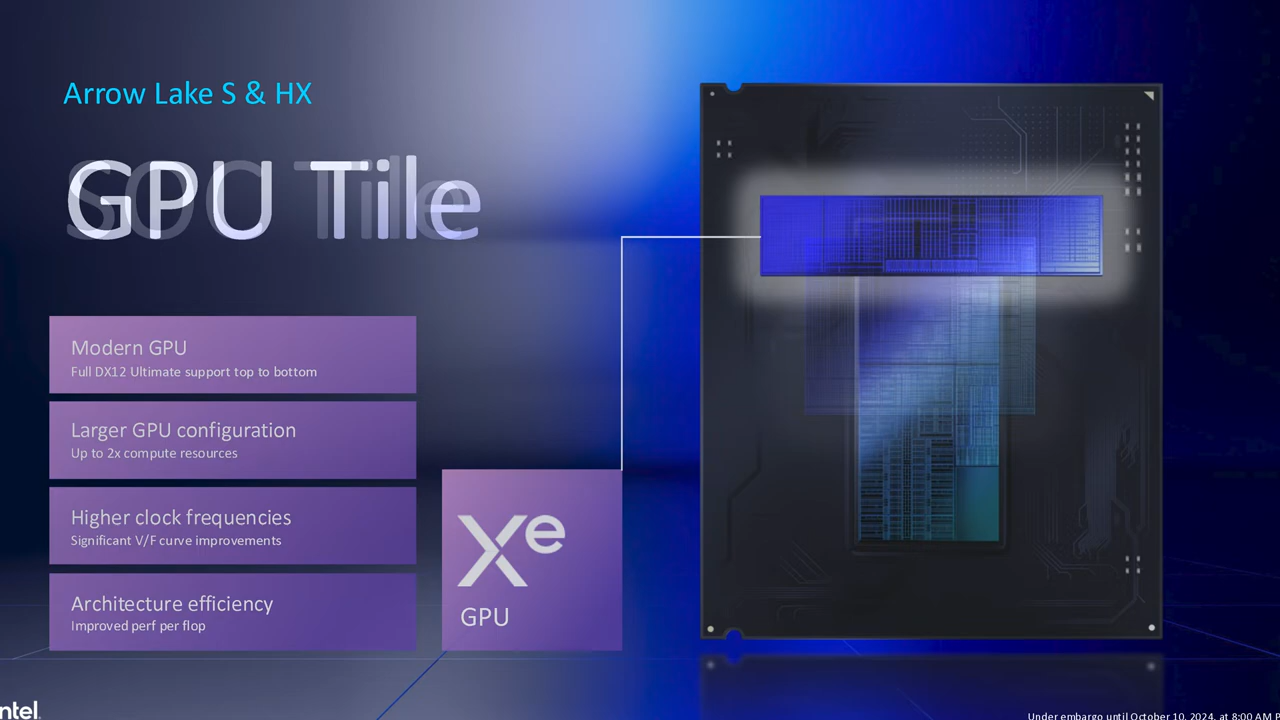 Arrow Lake S & HX
GPU Tile
Modern GPU
Full DX12 Ultimate support top to bottom
Larger GPU configuration
Up to 2x compute resources
Higher clock frequencies
Significant V/F curve improvements
Architecture efficiency
Improved perf per flop
Xe
GPU
ntel
Under embargo until October 10, 2024, at 8:00 AM P